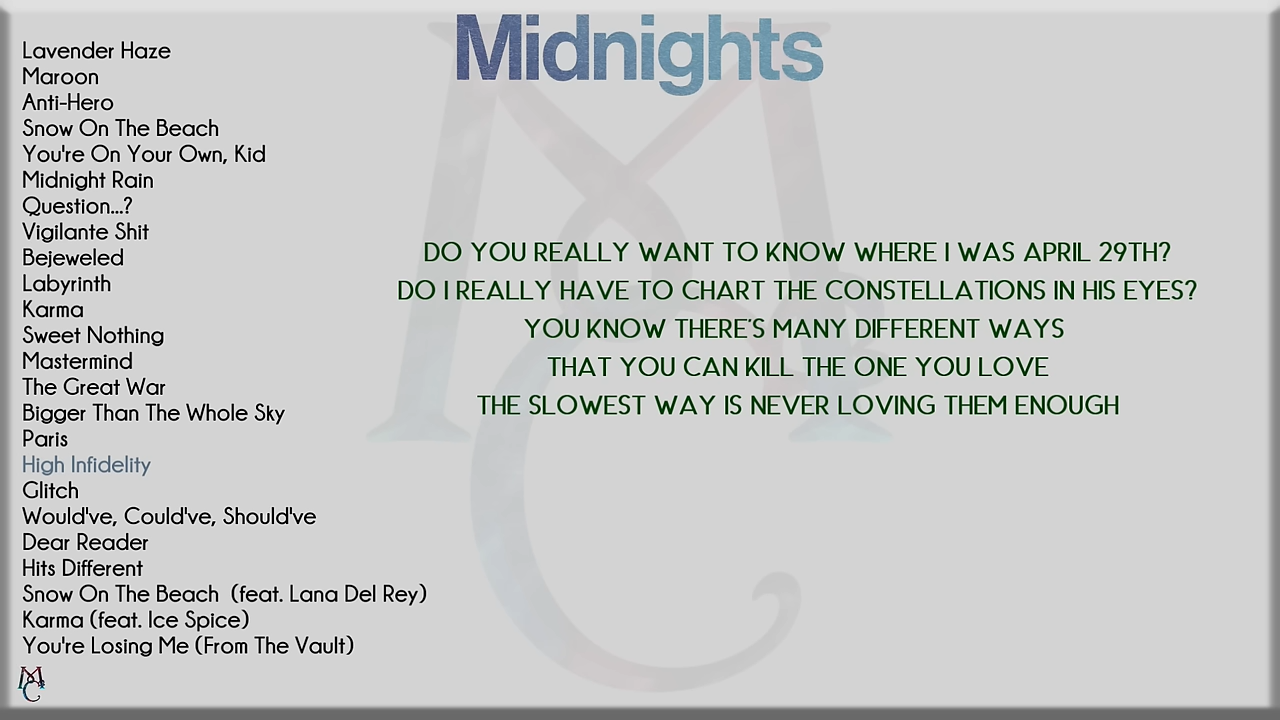 Midnights
Lavender Haze
Maroon
Anti-Hero
Snow On The Beach
You're On Your Own, Kid
Midnight Rain
Question...?
Vigilante Shit
Bejeweled
Labyrinth
Karma
Sweet Nothing
Mastermind
The Great War
Bigger Than The Whole Sky
Paris
High Infidelity
Glitch
Would've, Could've, Should've
Dear Reader
Hits Different
Snow On The Beach (feat. Lana Del Rey)
Karma (feat. Ice Spice)
You're Losing Me (From The Vault)
DO YOU REALLY WANT TO KNOW WHERE I WAS APRIL 29TH?
DO I REALLY HAVE TO CHART THE CONSTELLATIONS IN HIS EYES?
YOU KNOW THERE'S MANY DIFFERENT WAYS
THAT YOU CAN KILL THE ONE YOU LOVE
THE SLOWEST WAY IS NEVER LOVING THEM ENOUGH